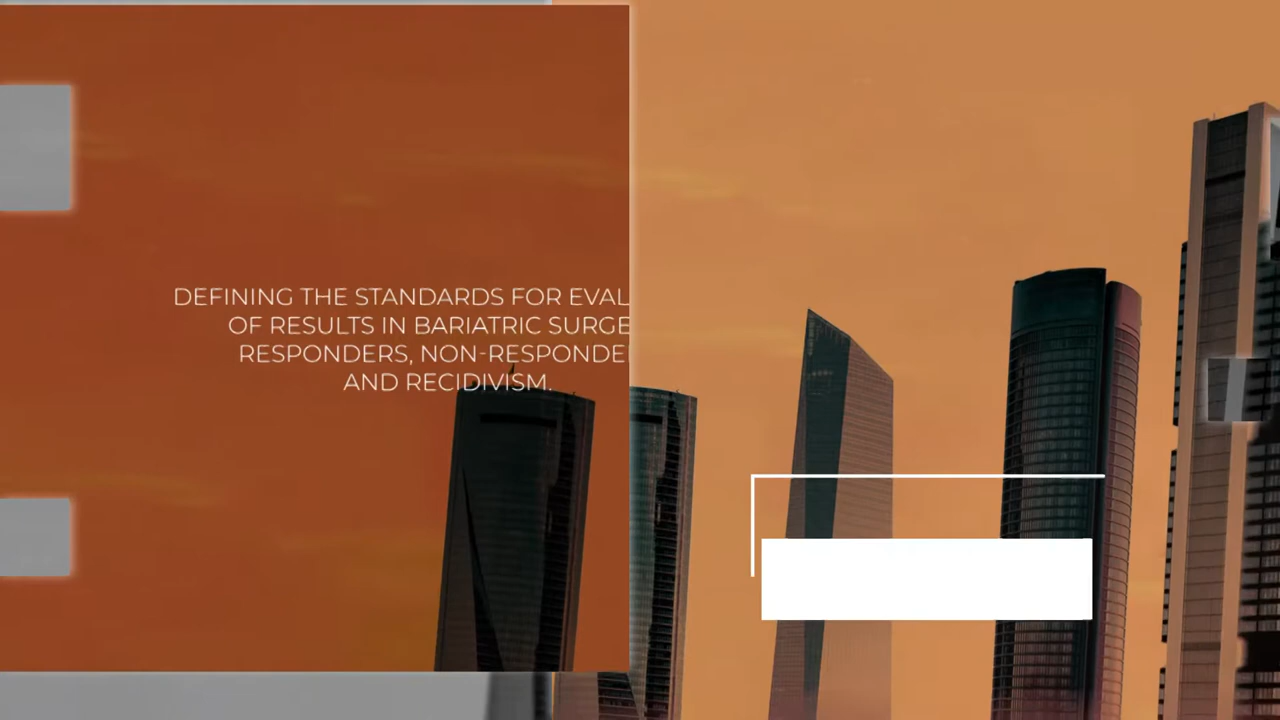 DEFINING THE STANDARDS FOR EVAL
OF RESULTS IN BARIATRIC SURGE
RESPONDERS, NON-RESPONDE
AND RECIDIVISM.